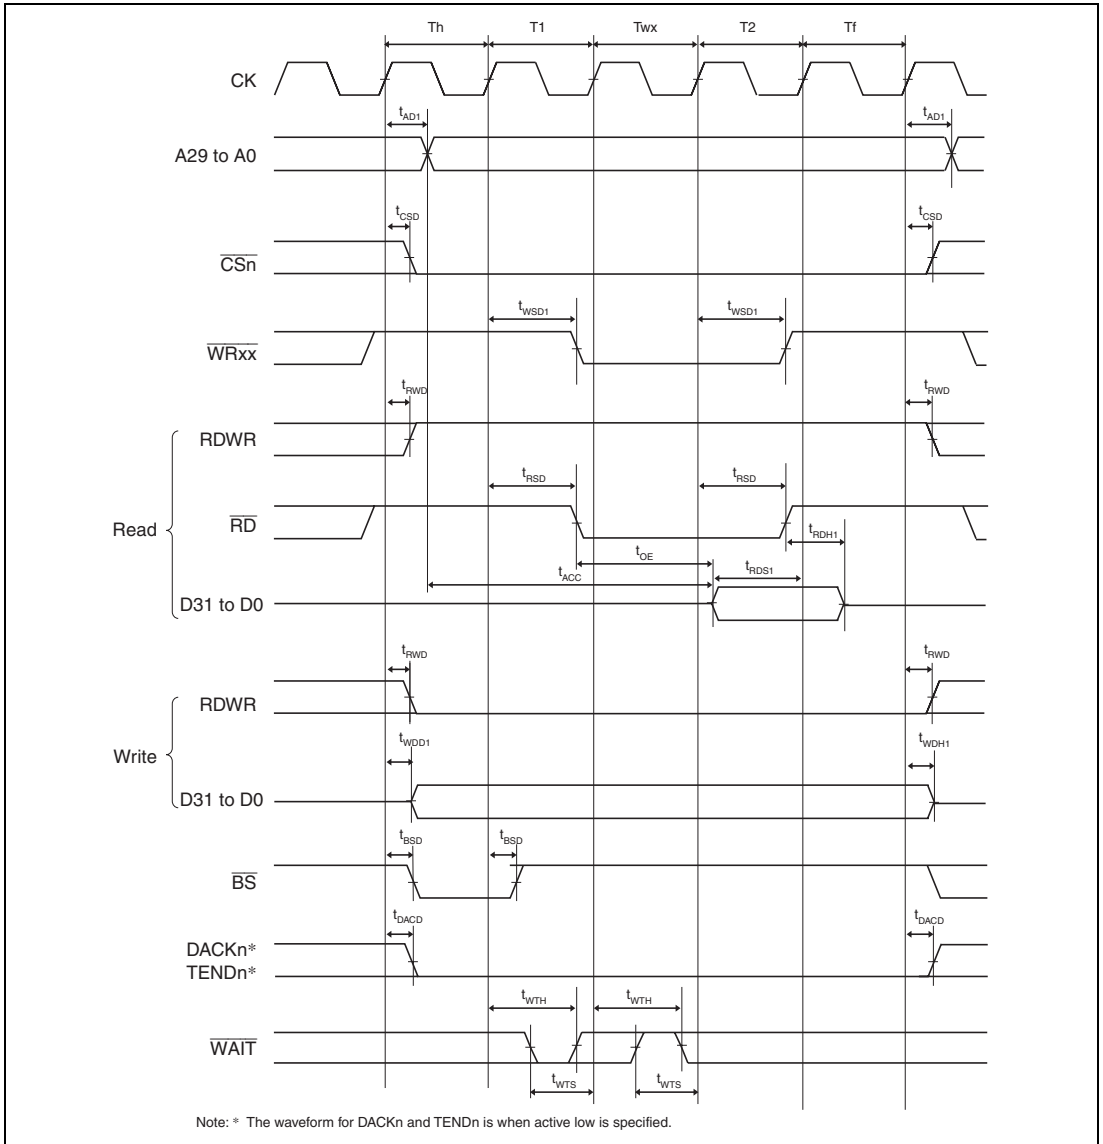 Th T1 Twx T2 Tf
CK
tAD1 tAD1
A29 to A0
tCSD tCSD
CSn
tWSD1 tWSD1
WRxx
tRWD tRWD
RDWR
tRSD tRSD
Read
RD
tRDH1
tOE
tACC tRDS1
D31 to D0
tRWD tRWD
RDWR
tWDD1 tWDH1
Write
D31 to D0
tBSD tBSD
BS
tDACD tDACD
DACKn*
TENDn*
tWTH tWTH
WAIT
tWTS tWTS
Note: * The waveform for DACKn and TENDn is when active low is specified.